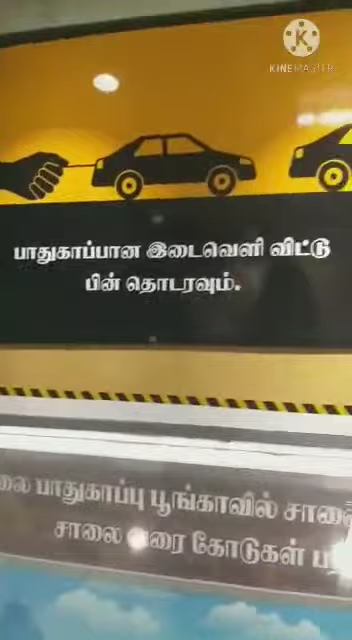 KINEMASTER
பாதுகாப்பான இடைவெளி விட்டு
பின் தொடரவும்.
பாதுகாப்பு பூங்காவில்
சாலை கோடுகள்